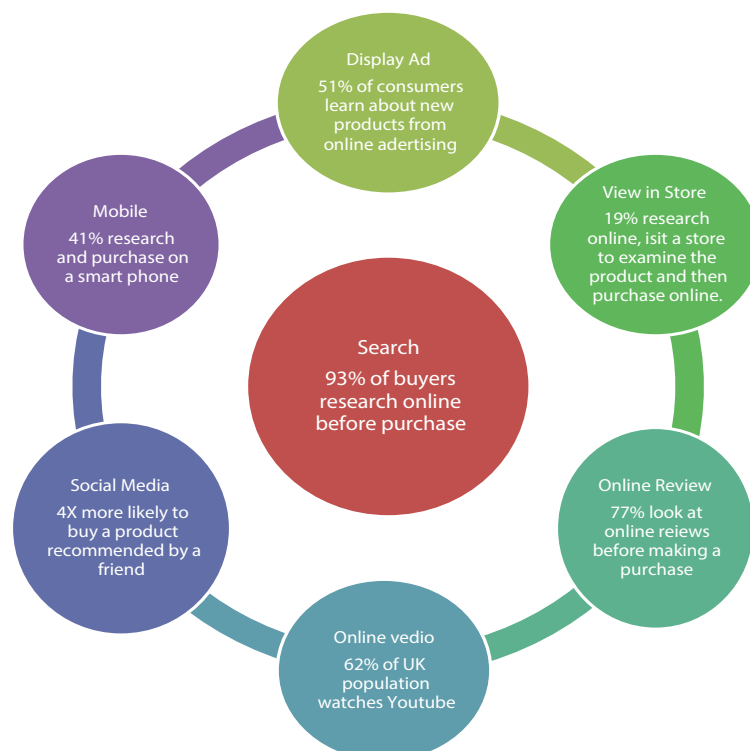 Display Ad
51% of consumers
learn about new
products from
online adertising
View in Store
19% research
online, isit a store
to examine the
product and then
purchase online.
Mobile
41% research
and purchase on
a smart phone
Search
93% of buyers
research online
before purchase
Social Media
4X more likely to
buy a product
recommended by a
friend
Online Review
77% look at
online reiews
before making a
purchase
Online vedio
62% of UK
population
watches Youtube